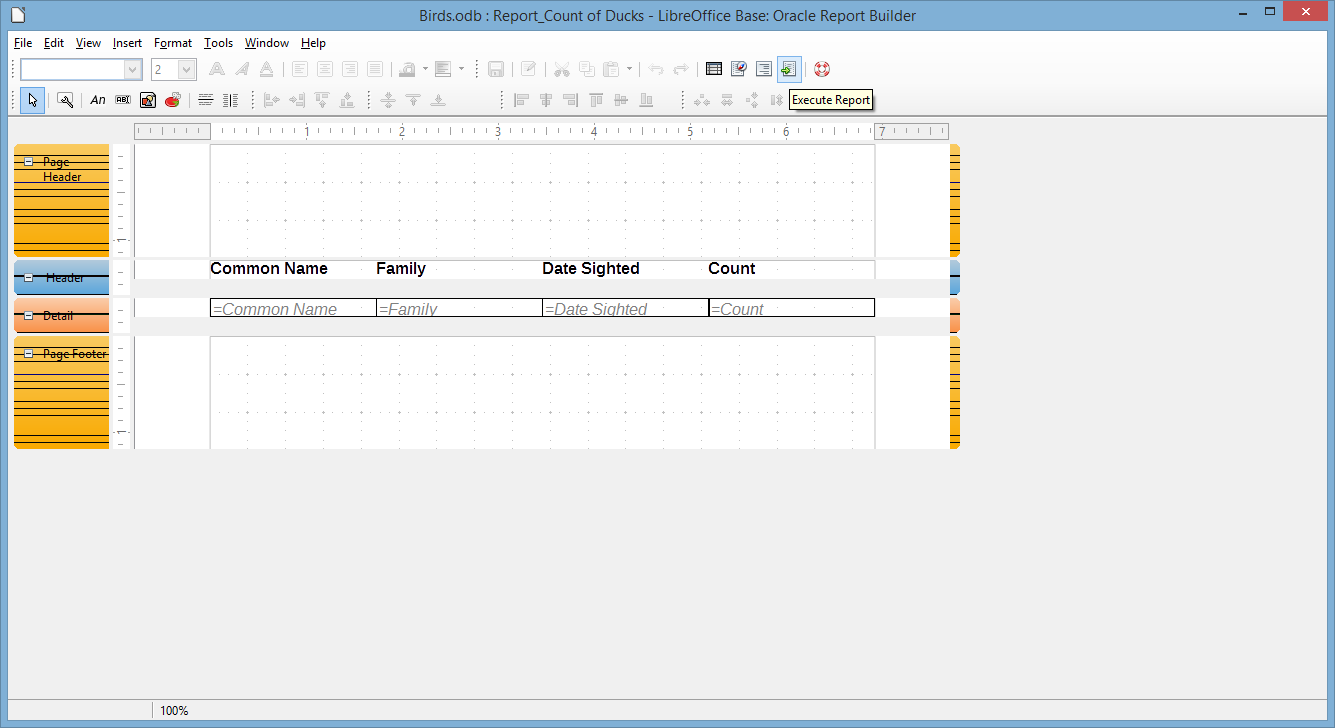 Birds.odb : Report_Count of Ducks - LibreOffice Base: Oracle Report Builder
File Edit View Insert Format Tools Window Help
2
An ABI
Execute Report
1 2 3 4 5 6 7
Page
Header
1
Header
Common Name Family Date Sighted Count
Detail
=Common Name =Family =Date Sighted =Count
Page Footer
1
100%